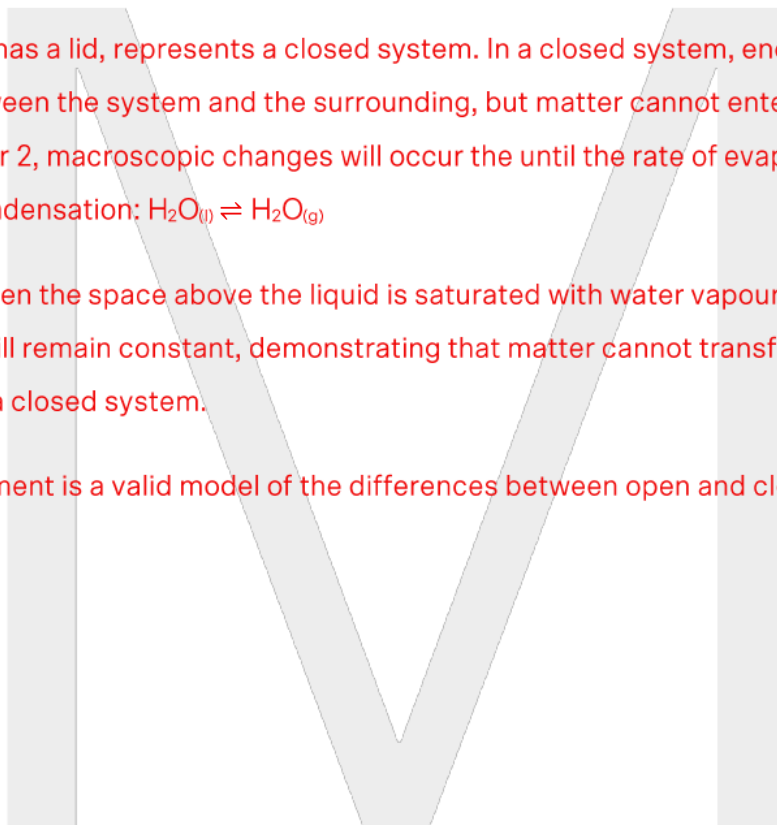 has a lid, represents a closed system. In a closed system, en
een the system and the surrounding, but matter cannot ente
r 2, macroscopic changes will occur the until the rate of evap
densation: H₂O(l) ⇌ H₂O(g)
en the space above the liquid is saturated with water vapour
ll remain constant, demonstrating that matter cannot transf
a closed system.
ment is a valid model of the differences between open and cl